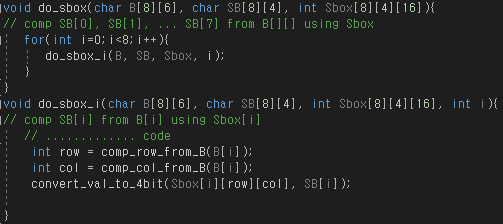 void do_sbox(char B[8][6], char SB[8][4], int Sbox[8][4][16]){
// comp SB[0], SB[1], ... SB[7] from B[][] using Sbox
for(int i=0;i<8;i++){
do_sbox_i(B, SB, Sbox, i);
}
}
void do_sbox_i(char B[8][6], char SB[8][4], int Sbox[8][4][16], int i){
// comp SB[i] from B[i] using Sbox[i]
// ............. code
int row = comp_row_from_B(B[i]);
int col = comp_col_from_B(B[i]);
convert_val_to_4bit(Sbox[i][row][col], SB[i]);
}